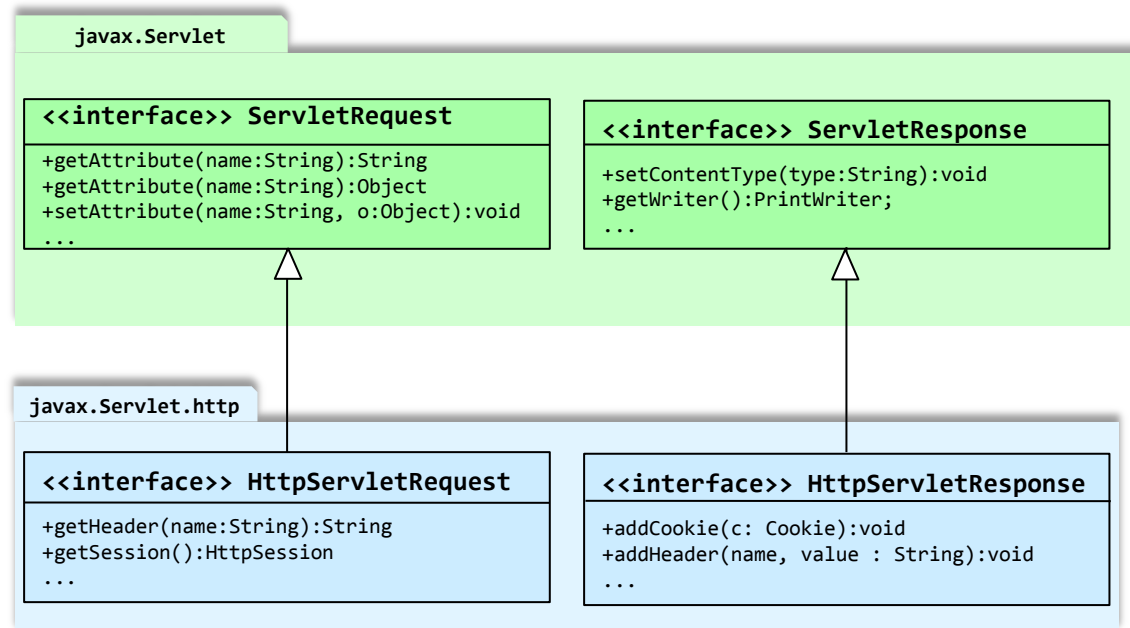 javax.Servlet
<<interface>> ServletRequest
+getAttribute(name:String):String
+getAttribute(name:String):Object
+setAttribute(name:String, o:Object):void
...
<<interface>> ServletResponse
+setContentType(type:String):void
+getWriter():PrintWriter;
...
javax.Servlet.http
<<interface>> HttpServletRequest
+getHeader(name:String):String
+getSession():HttpSession
...
<<interface>> HttpServletResponse
+addCookie(c: Cookie):void
+addHeader(name, value : String):void
...